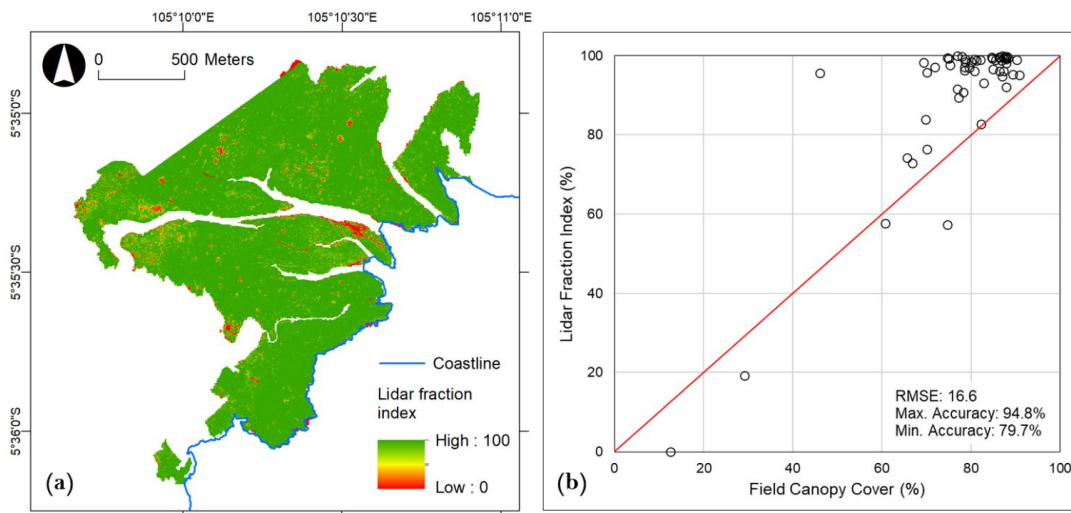 105°10'0"E
105°10'30"E
105°11'0"E
0
500 Meters
5°35'0"S
5°35'30"S
5°36'0"S
Coastline
Lidar fraction
index
High : 100
Low : 0
(a)
100
80
60
40
20
0
Lidar Fraction Index (%)
RMSE: 16.6
Max. Accuracy: 94.8%
Min. Accuracy: 79.7%
0
20
40
60
80
100
Field Canopy Cover (%)
(b)